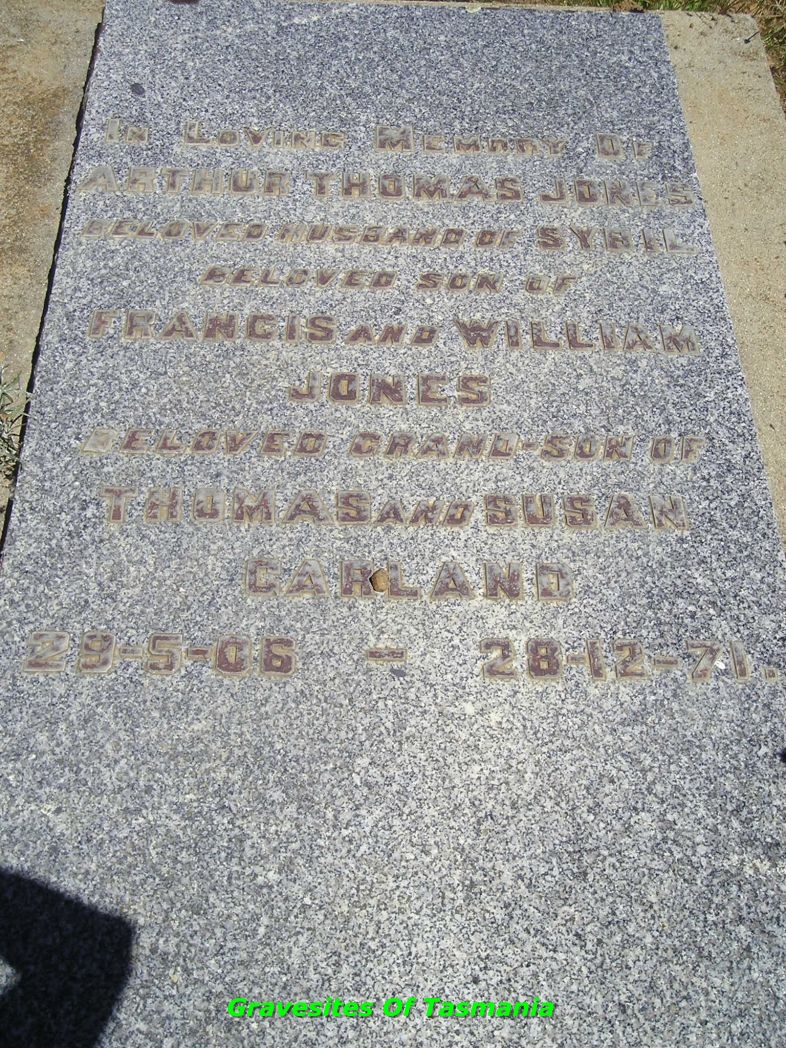 In Loving Memory Of
ARTHUR THOMAS JONES
BELOVED HUSBAND OF SYBIL
BELOVED SON OF
FRANCIS AND WILLIAM
JONES
BELOVED GRAND-SON OF
THOMAS AND SUSAN
GARLAND
29-5-06 – 28-12-71.
Gravesites Of Tasmania